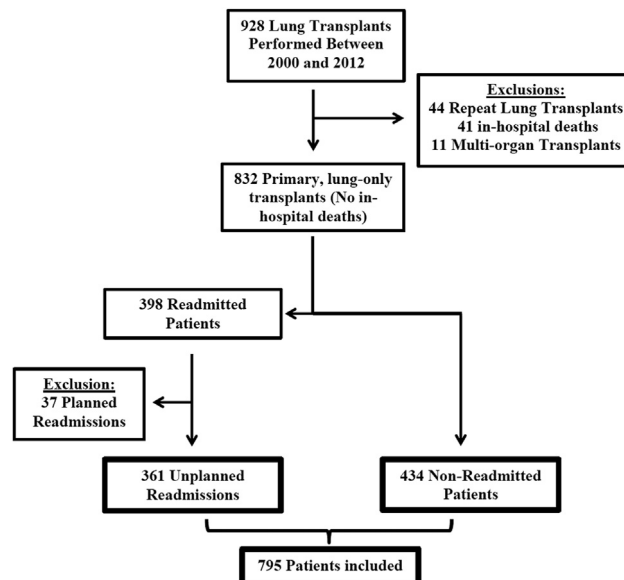 928 Lung Transplants
Performed Between
2000 and 2012
Exclusions:
44 Repeat Lung Transplants
41 in-hospital deaths
11 Multi-organ Transplants
832 Primary, lung-only
transplants (No in-
hospital deaths)
398 Readmitted
Patients
Exclusion:
37 Planned
Readmissions
361 Unplanned
Readmissions
434 Non-Readmitted
Patients
795 Patients included